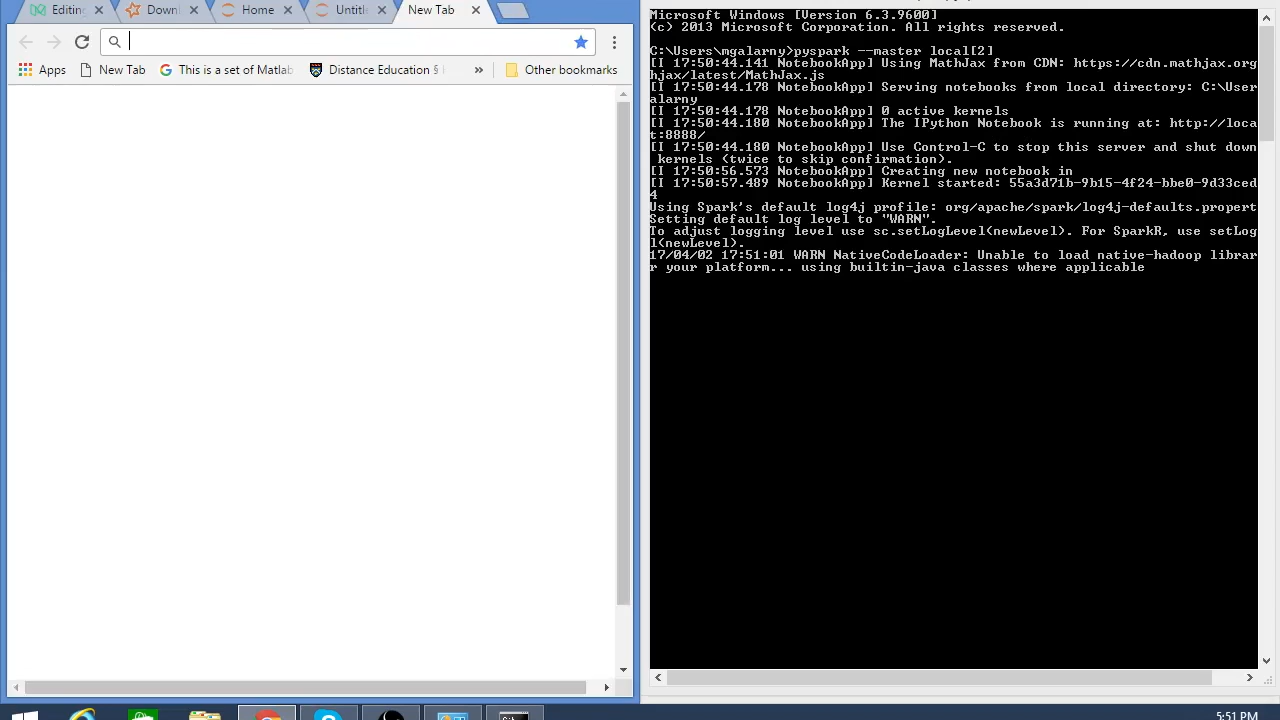 Editing
Downl
Home
Untitl
New Tab
Apps
New Tab
This is a set of Matlab
Distance Education §
»
Other bookmarks
Microsoft Windows [Version 6.3.9600]
(c) 2013 Microsoft Corporation. All rights reserved.
C:\Users\mgalarny>pyspark --master local[2]
[I 17:50:44.141 NotebookApp] Using MathJax from CDN: https://cdn.mathjax.org
hjax/latest/MathJax.js
[I 17:50:44.178 NotebookApp] Serving notebooks from local directory: C:\User
alarny
[I 17:50:44.178 NotebookApp] 0 active kernels
[I 17:50:44.180 NotebookApp] The IPython Notebook is running at: http://loca
t:8888/
[I 17:50:44.180 NotebookApp] Use Control-C to stop this server and shut down
kernels (twice to skip confirmation).
[I 17:50:56.573 NotebookApp] Creating new notebook in
[I 17:50:57.489 NotebookApp] Kernel started: 55a3d71b-9b15-4f24-bbe0-9d33ced
4
Using Spark's default log4j profile: org/apache/spark/log4j-defaults.propert
Setting default log level to "WARN".
To adjust logging level use sc.setLogLevel(newLevel). For SparkR, use setLog
l(newLevel).
17/04/02 17:51:01 WARN NativeCodeLoader: Unable to load native-hadoop librar
r your platform... using builtin-java classes where applicable
5:51 PM